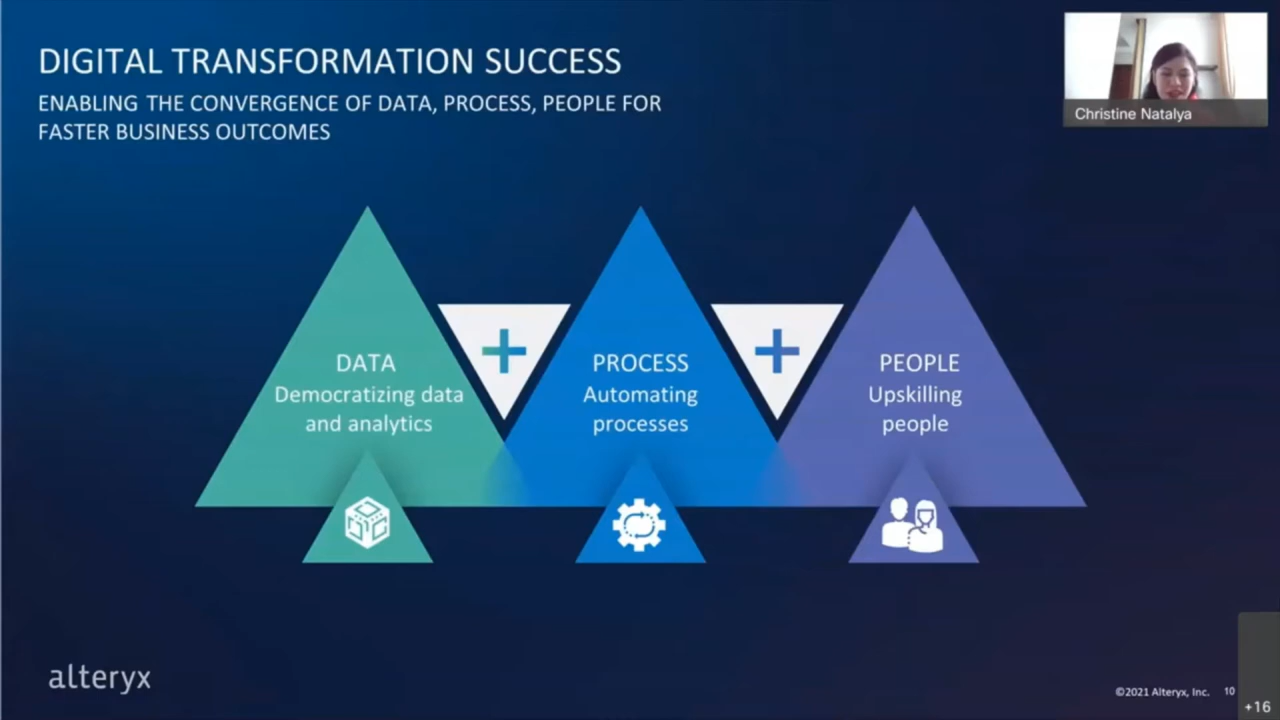 DIGITAL TRANSFORMATION SUCCESS
ENABLING THE CONVERGENCE OF DATA, PROCESS, PEOPLE FOR
FASTER BUSINESS OUTCOMES
Christine Natalya
DATA
Democratizing data
and analytics
PROCESS
Automating
processes
PEOPLE
Upskilling
people
alteryx
©2021 Alteryx, Inc. 10
+16